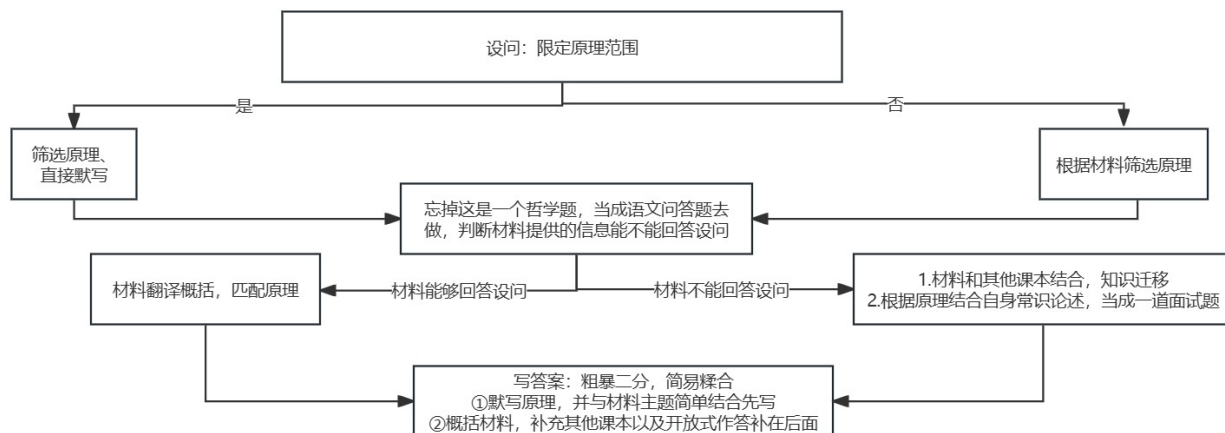 设问：限定原理范围
是
否
筛选原理、
直接默写
根据材料筛选原理
忘掉这是一个哲学题，当成语文问答题去
做，判断材料提供的信息能不能回答设问
材料翻译概括，匹配原理
材料能够回答设问
材料不能回答设问
1.材料和其他课本结合，知识迁移
2.根据原理结合自身常识论述，当成一道面试题
写答案：粗暴二分，简易糅合
①默写原理，并与材料主题简单结合先写
②概括材料，补充其他课本以及开放式作答补在后面